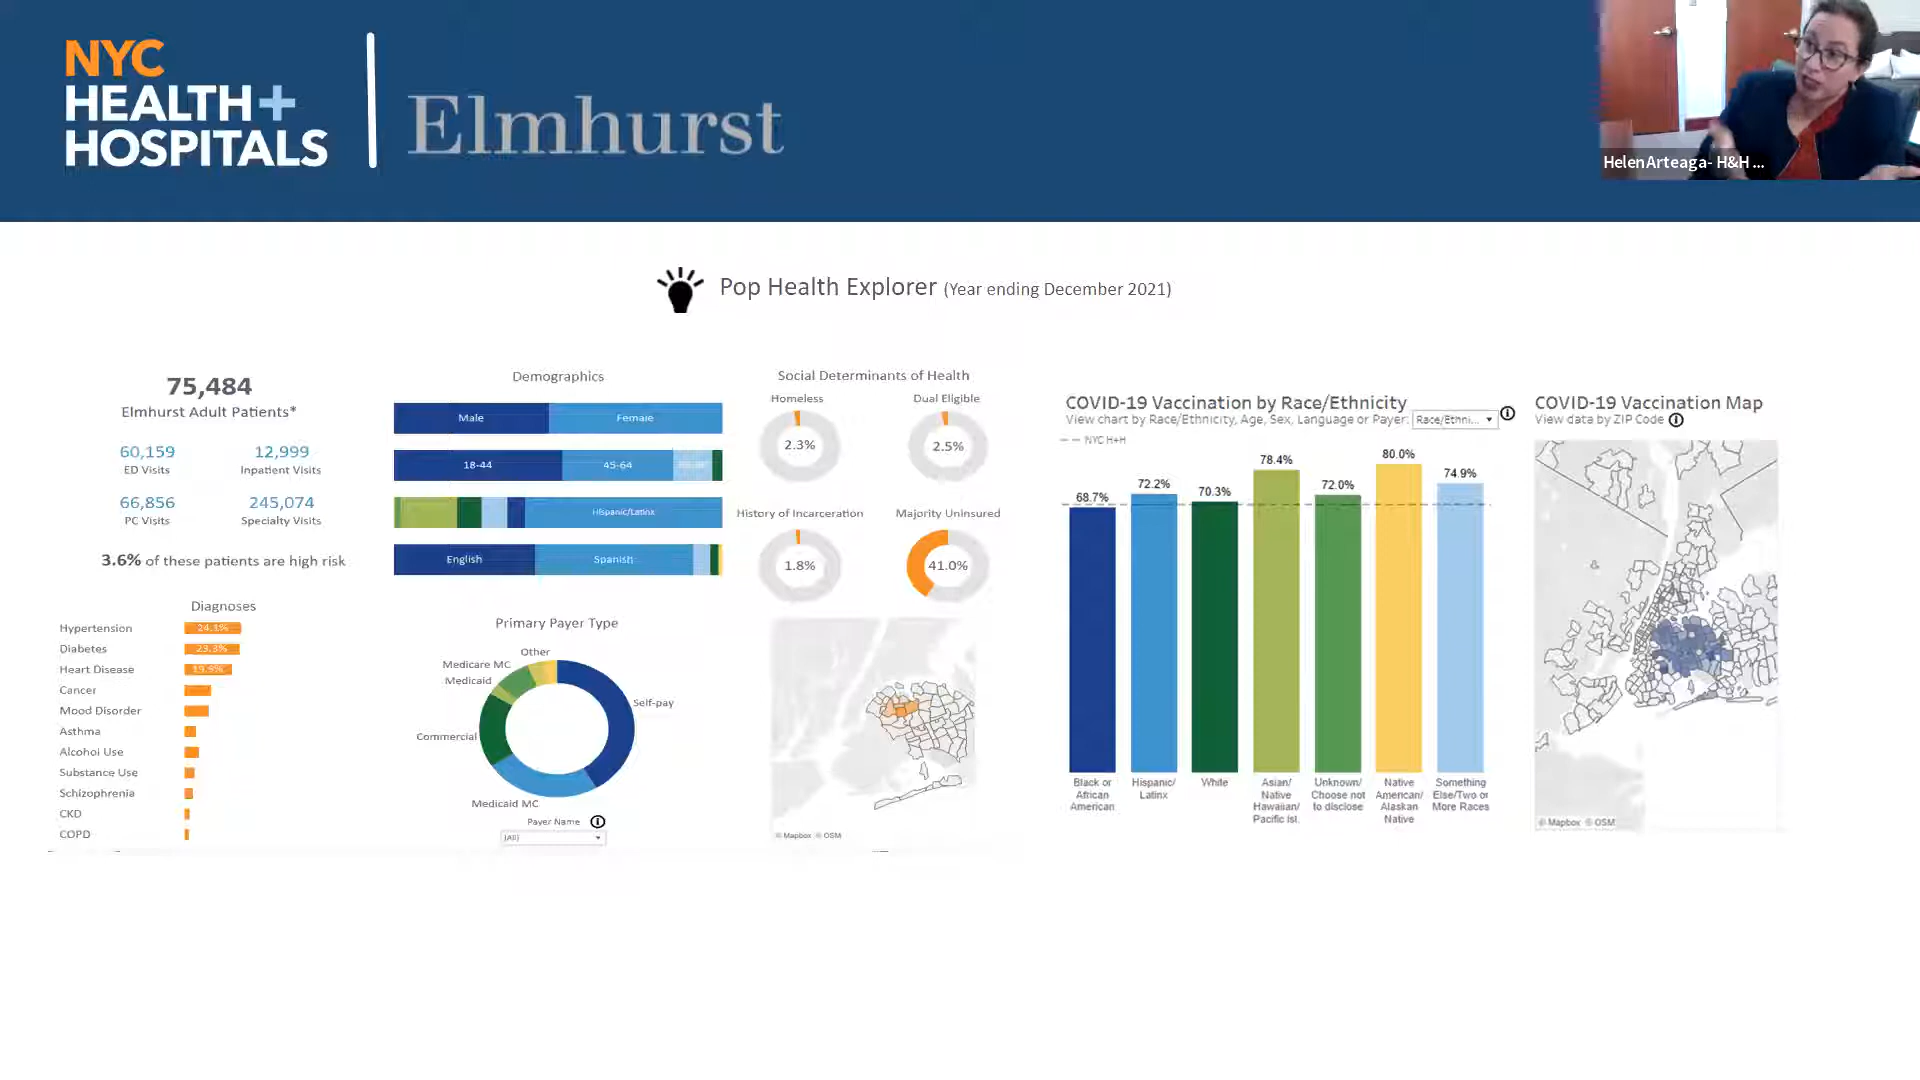 NYC
HEALTH+
HOSPITALS
Elmhurst
HelenArteaga- H&H ...
Pop Health Explorer (Year ending December 2021)
75,484
Elmhurst Adult Patients*
60,159
ED Visits
12,999
Inpatient Visits
66,856
PC Visits
245,074
Specialty Visits
3.6% of these patients are high risk
Diagnoses
Hypertension
24.1%
Diabetes
23.3%
Heart Disease
19.9%
Cancer
Mood Disorder
Asthma
Alcohol Use
Substance Use
Schizophrenia
CKD
COPD
Demographics
Male
Female
18-44
45-64
Hispanic/Latinx
English
Spanish
Primary Payer Type
Other
Medicare MC
Medicaid
Self-pay
Commercial
Medicaid MC
Payer Name
(All)
Social Determinants of Health
Homeless
2.3%
Dual Eligible
2.5%
History of Incarceration
1.8%
Majority Uninsured
41.0%
© Mapbox © OSM
COVID-19 Vaccination by Race/Ethnicity
View chart by Race/Ethnicity, Age, Sex, Language or Payer: Race/Ethni...
NYC H+H
68.7%
72.2%
70.3%
78.4%
72.0%
80.0%
74.9%
Black or
African
American
Hispanic/
Latinx
White
Asian/
Native
Hawaiian/
Pacific Isl.
Unknown/
Choose not
to disclose
Native
American/
Alaskan
Native
Something
Else/Two or
More Races
COVID-19 Vaccination Map
View data by ZIP Code
© Mapbox © OSM